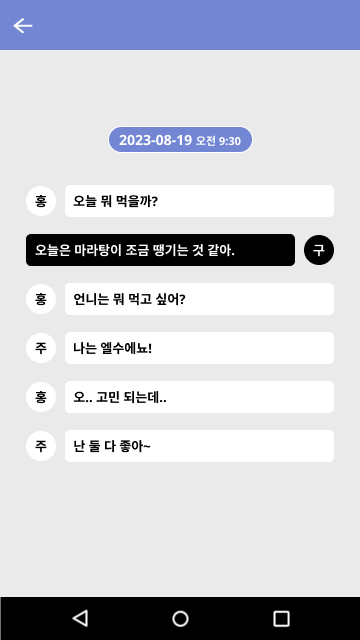 2023-08-19 오전 9:30
홍 오늘 뭐 먹을까?
오늘은 마라탕이 조금 땡기는 것 같아. 구
홍 언니는 뭐 먹고 싶어?
주 나는 엘수에뇨!
홍 오.. 고민 되는데..
주 난 둘 다 좋아~